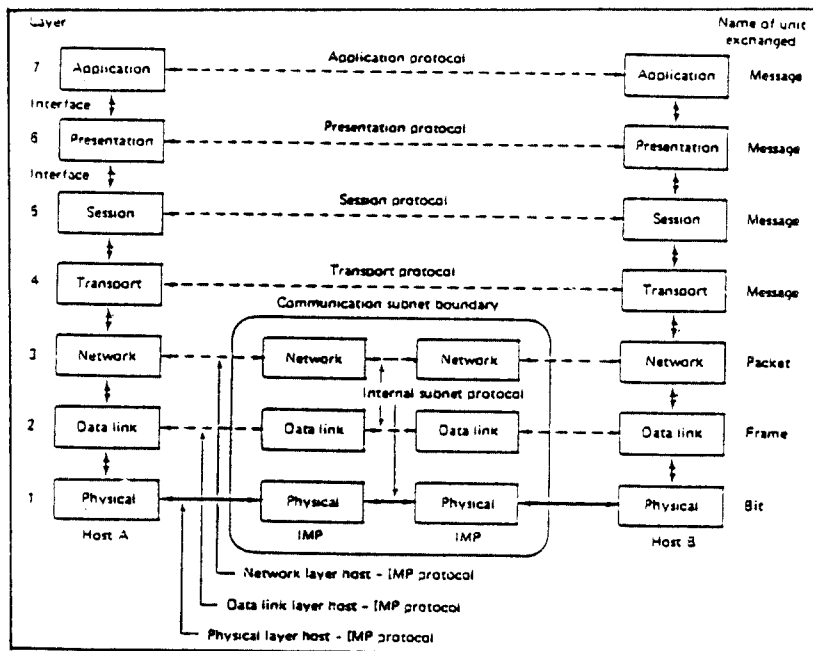 Layer
Name of unit
exchanged
7
Application
Application protocol
Application
Message
Interface
6
Presentation
Presentation protocol
Presentation
Message
Interface
5
Session
Session protocol
Session
Message
4
Transport
Transport protocol
Transport
Message
Communication subnet boundary
3
Network
Network
Network
Network
Packet
Internal subnet protocol
2
Data link
Data link
Data link
Data link
Frame
1
Physical
Physical
Physical
Physical
Bit
Host A
IMP
IMP
Host B
Network layer host - IMP protocol
Data link layer host - IMP protocol
Physical layer host - IMP protocol